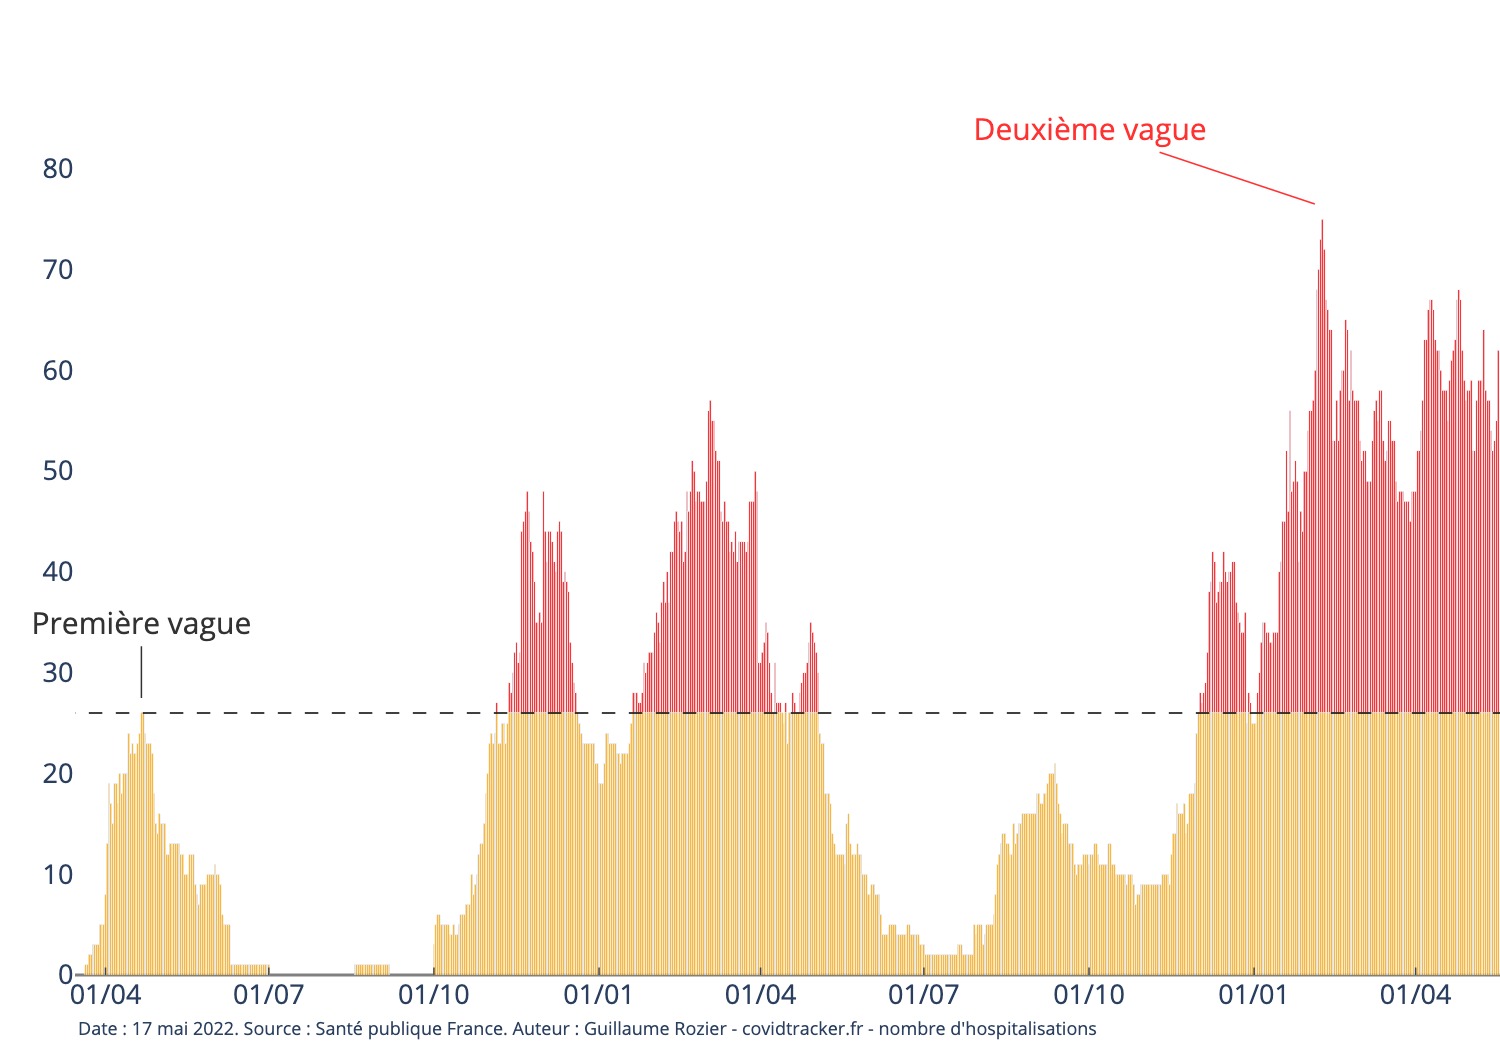 Deuxième vague
80
70
60
50
40
Première vague
30
20
10
0
01/04 01/07 01/10 01/01 01/04 01/07 01/10 01/01 01/04
Date : 17 mai 2022. Source : Santé publique France. Auteur : Guillaume Rozier - covidtracker.fr - nombre d'hospitalisations